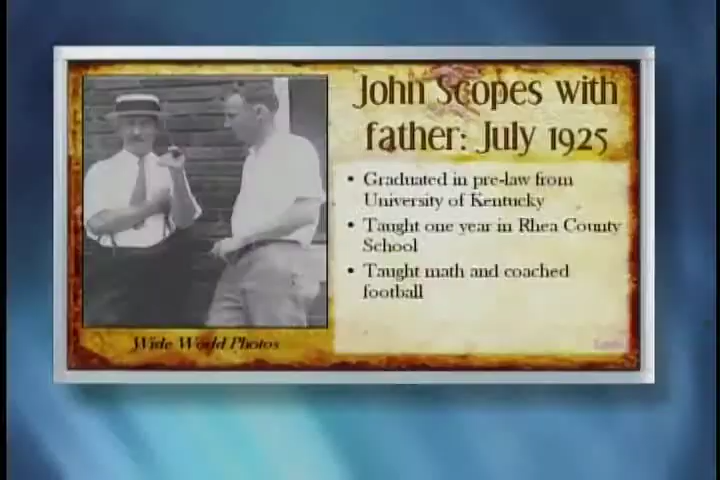 John Scopes with
father: July 1925
• Graduated in pre-law from
University of Kentucky
• Taught one year in Rhea County
School
• Taught math and coached
football
Wide World Photos